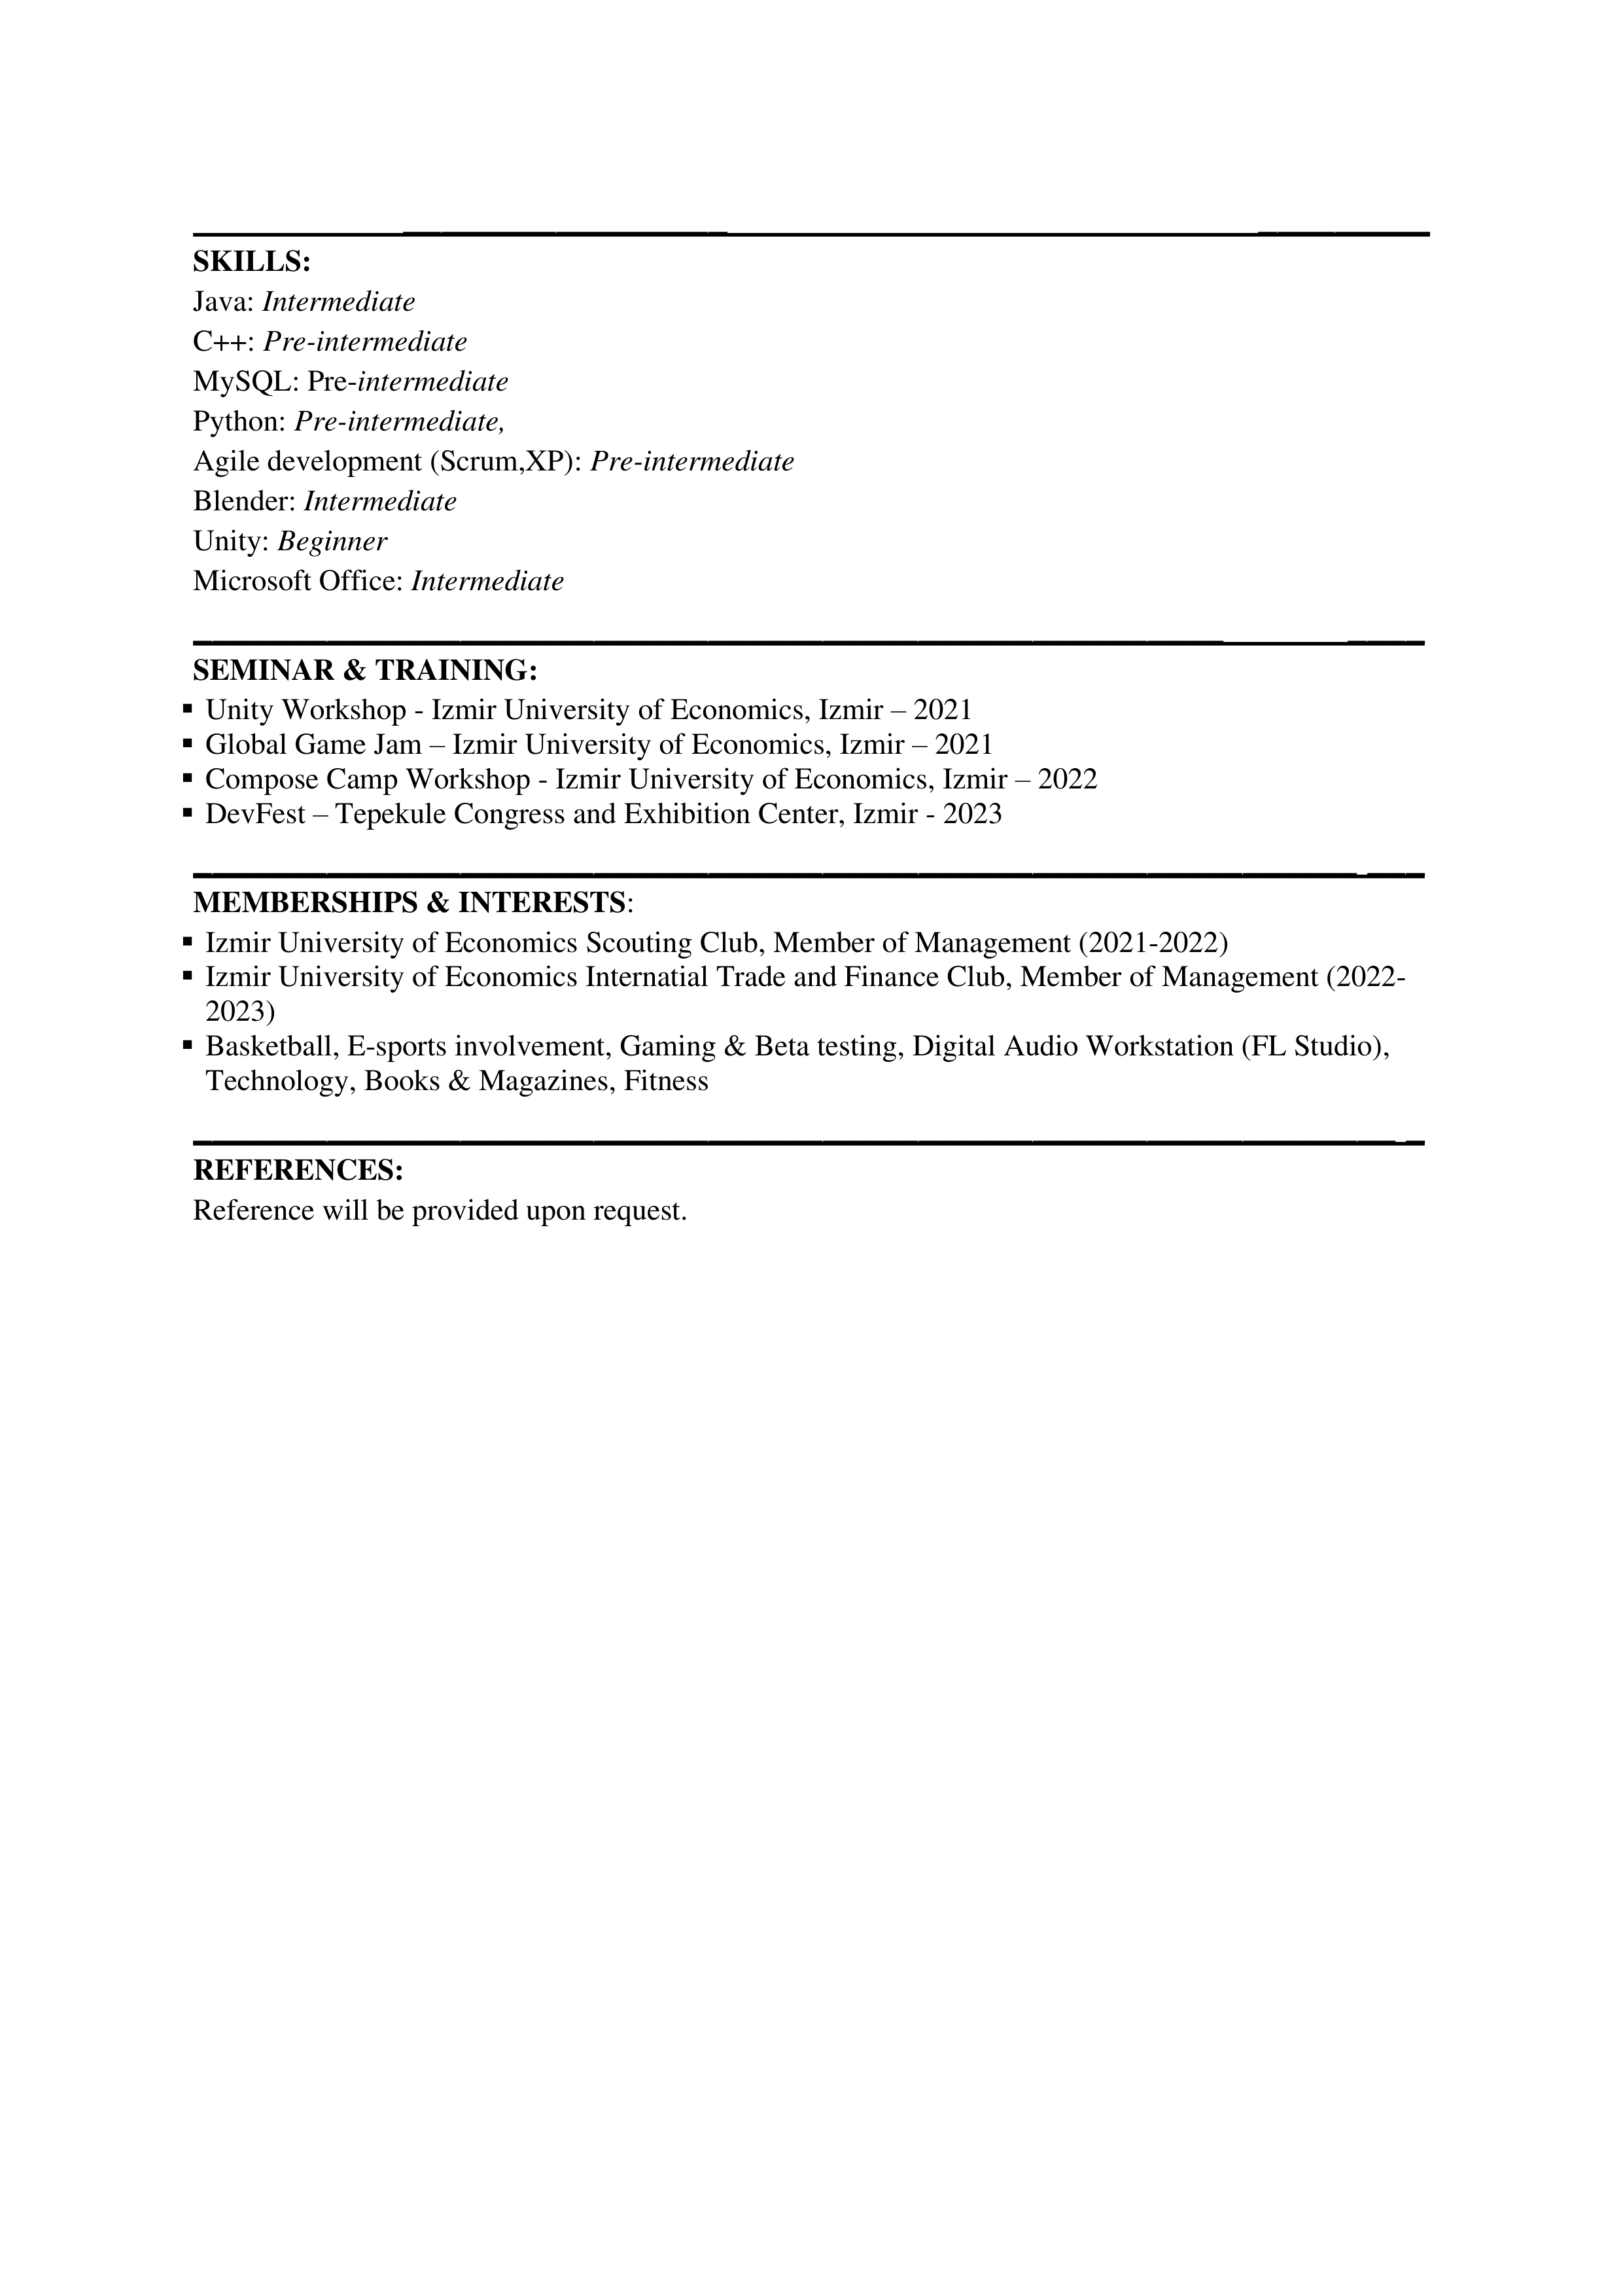 SKILLS:
Java: Intermediate
C++: Pre-intermediate
MySQL: Pre-intermediate
Python: Pre-intermediate,
Agile development (Scrum,XP): Pre-intermediate
Blender: Intermediate
Unity: Beginner
Microsoft Office: Intermediate
SEMINAR & TRAINING:
▪ Unity Workshop - Izmir University of Economics, Izmir – 2021
▪ Global Game Jam – Izmir University of Economics, Izmir – 2021
▪ Compose Camp Workshop - Izmir University of Economics, Izmir – 2022
▪ DevFest – Tepekule Congress and Exhibition Center, Izmir - 2023
MEMBERSHIPS & INTERESTS:
▪ Izmir University of Economics Scouting Club, Member of Management (2021-2022)
▪ Izmir University of Economics Internatial Trade and Finance Club, Member of Management (2022-
2023)
▪ Basketball, E-sports involvement, Gaming & Beta testing, Digital Audio Workstation (FL Studio),
Technology, Books & Magazines, Fitness
REFERENCES:
Reference will be provided upon request.